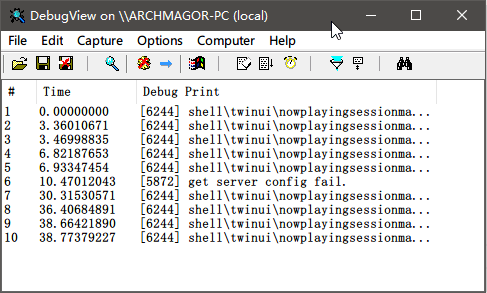 DebugView on \\ARCHMAGOR-PC (local)
File Edit Capture Options Computer Help
# Time Debug Print
1 0.00000000 [6244] shell\twinui\nowplayingsessionma...
2 3.36010671 [6244] shell\twinui\nowplayingsessionma...
3 3.46998835 [6244] shell\twinui\nowplayingsessionma...
4 6.82187653 [6244] shell\twinui\nowplayingsessionma...
5 6.93347454 [6244] shell\twinui\nowplayingsessionma...
6 10.47012043 [5872] get server config fail.
7 30.31530571 [6244] shell\twinui\nowplayingsessionma...
8 36.40684891 [6244] shell\twinui\nowplayingsessionma...
9 38.66421890 [6244] shell\twinui\nowplayingsessionma...
10 38.77379227 [6244] shell\twinui\nowplayingsessionma...